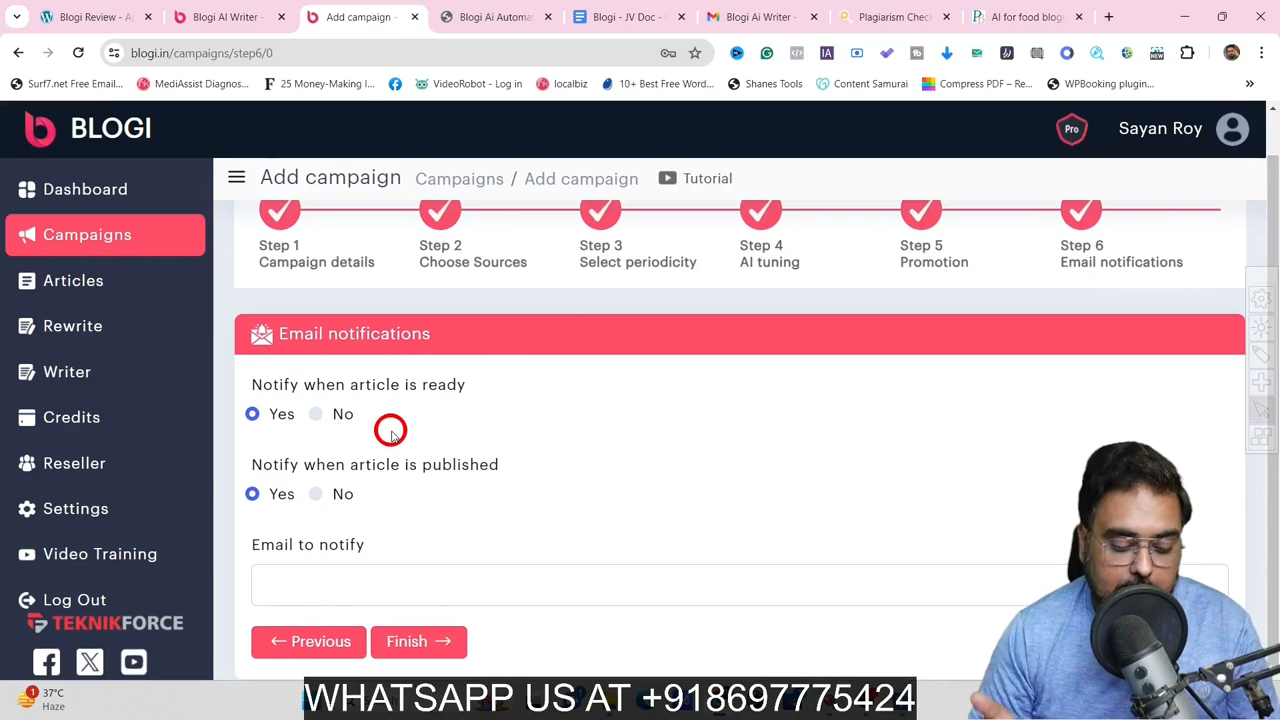 Blogi Review - A
Blogi AI Writer -
Add campaign -
Blogi Ai Automa
Blogi - JV Doc - G
Blogi Ai Writer -
Plagiarism Check
AI for food blog
blogi.in/campaigns/step6/0
Surf7.net Free Email...
MediAssist Diagnos...
25 Money-Making I...
VideoRobot - Log in
localbiz
10+ Best Free Word...
Shanes Tools
Content Samurai
Compress PDF – Re...
WPBooking plugin...
BLOGI
Pro
Sayan Roy
Add campaign
Campaigns / Add campaign
Tutorial
Dashboard
Campaigns
Articles
Rewrite
Writer
Credits
Reseller
Settings
Video Training
Log Out
TEKNIKFORCE
Step 1
Campaign details
Step 2
Choose Sources
Step 3
Select periodicity
Step 4
AI tuning
Step 5
Promotion
Step 6
Email notifications
Email notifications
Notify when article is ready
Yes No
Notify when article is published
Yes No
Email to notify
← Previous
Finish →
1
37°C
Haze
WHATSAPP US AT +918697775424